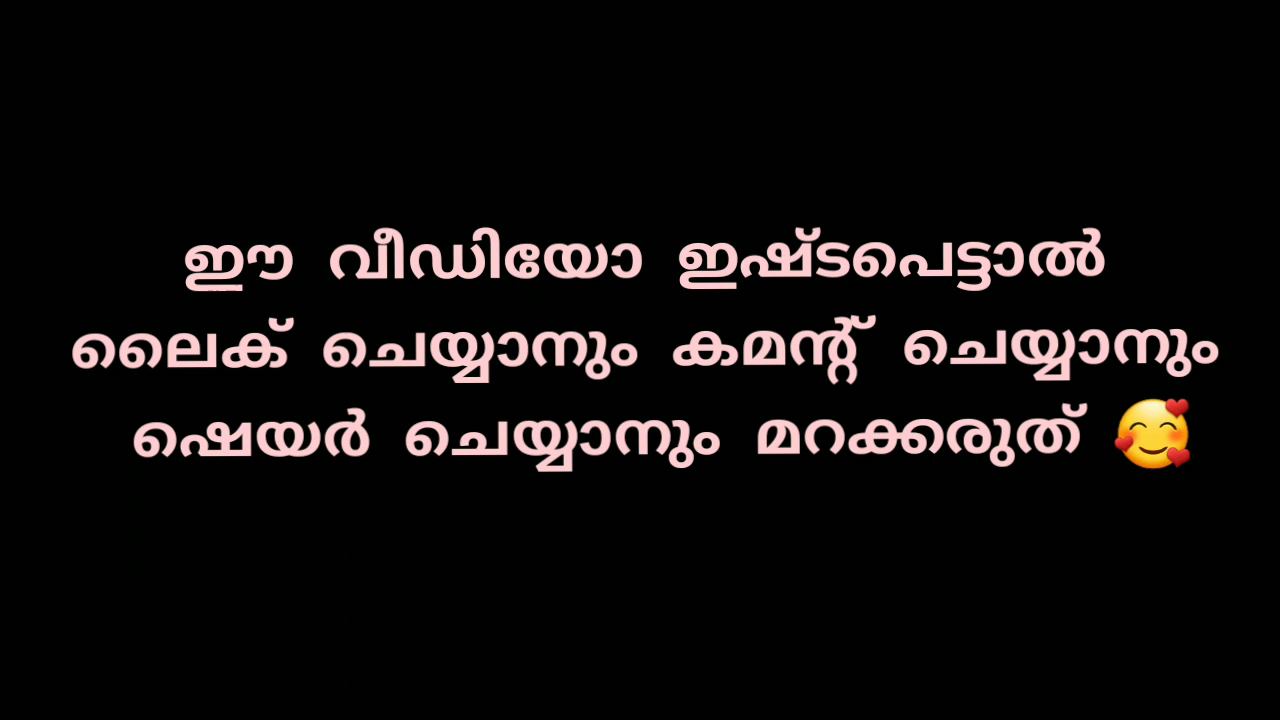 ഈ വീഡിയോ ഇഷ്ടപെട്ടാൽ
ലൈക് ചെയ്യാനും കമന്റ് ചെയ്യാനും
ഷെയർ ചെയ്യാനും മറക്കരുത് 🥰